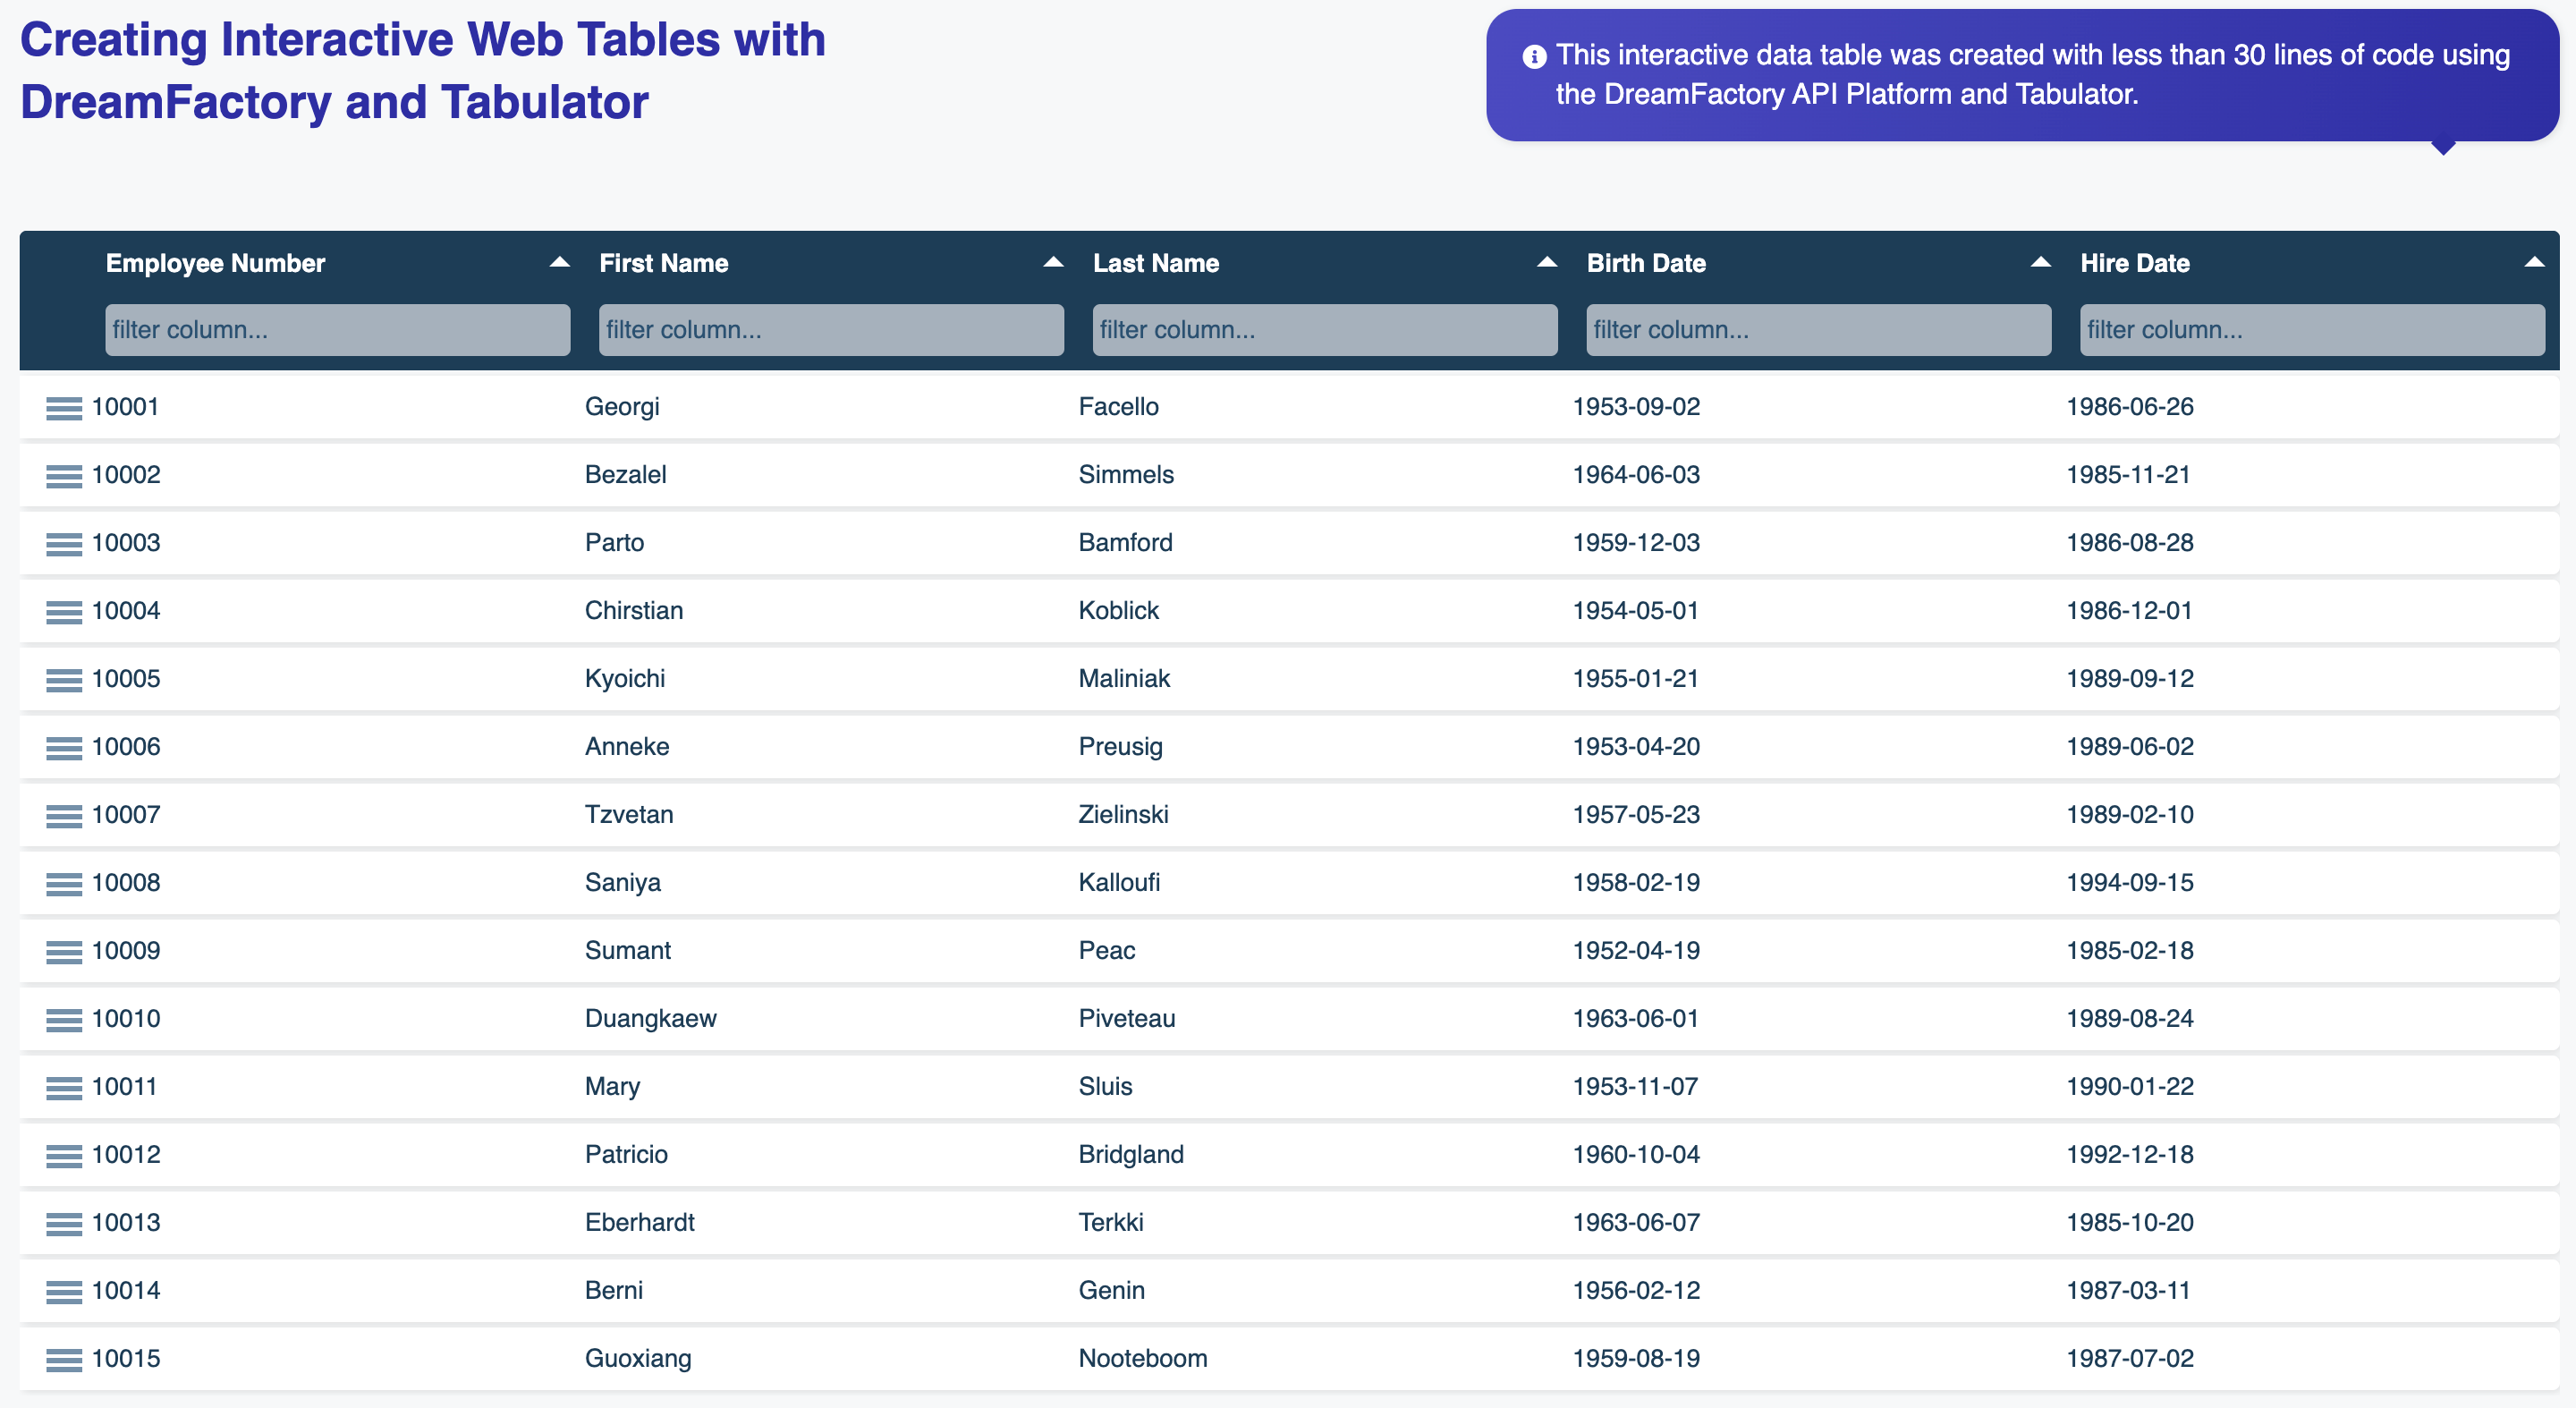 Creating Interactive Web Tables with
DreamFactory and Tabulator
This interactive data table was created with less than 30 lines of code using
the DreamFactory API Platform and Tabulator.
Employee Number First Name Last Name Birth Date Hire Date
filter column... filter column... filter column... filter column... filter column...
10001 Georgi Facello 1953-09-02 1986-06-26
10002 Bezalel Simmels 1964-06-03 1985-11-21
10003 Parto Bamford 1959-12-03 1986-08-28
10004 Chirstian Koblick 1954-05-01 1986-12-01
10005 Kyoichi Maliniak 1955-01-21 1989-09-12
10006 Anneke Preusig 1953-04-20 1989-06-02
10007 Tzvetan Zielinski 1957-05-23 1989-02-10
10008 Saniya Kalloufi 1958-02-19 1994-09-15
10009 Sumant Peac 1952-04-19 1985-02-18
10010 Duangkaew Piveteau 1963-06-01 1989-08-24
10011 Mary Sluis 1953-11-07 1990-01-22
10012 Patricio Bridgland 1960-10-04 1992-12-18
10013 Eberhardt Terkki 1963-06-07 1985-10-20
10014 Berni Genin 1956-02-12 1987-03-11
10015 Guoxiang Nooteboom 1959-08-19 1987-07-02